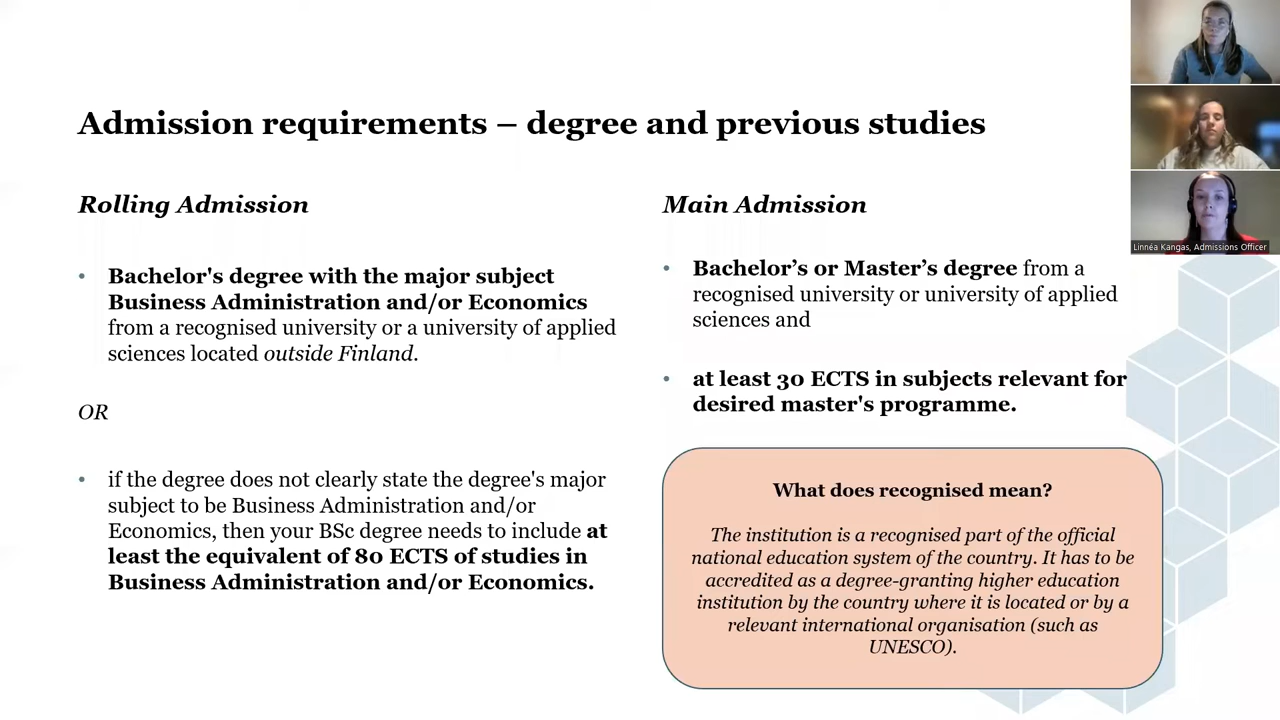 Admission requirements – degree and previous studies
Rolling Admission
• Bachelor's degree with the major subject
Business Administration and/or Economics
from a recognised university or a university of applied
sciences located outside Finland.
OR
• if the degree does not clearly state the degree's major
subject to be Business Administration and/or
Economics, then your BSc degree needs to include at
least the equivalent of 80 ECTS of studies in
Business Administration and/or Economics.
Main Admission
• Bachelor’s or Master’s degree from a
recognised university or university of applied
sciences and
• at least 30 ECTS in subjects relevant for
desired master's programme.
What does recognised mean?
The institution is a recognised part of the official
national education system of the country. It has to be
accredited as a degree-granting higher education
institution by the country where it is located or by a
relevant international organisation (such as
UNESCO).
Linnéa Kangas, Admissions Officer